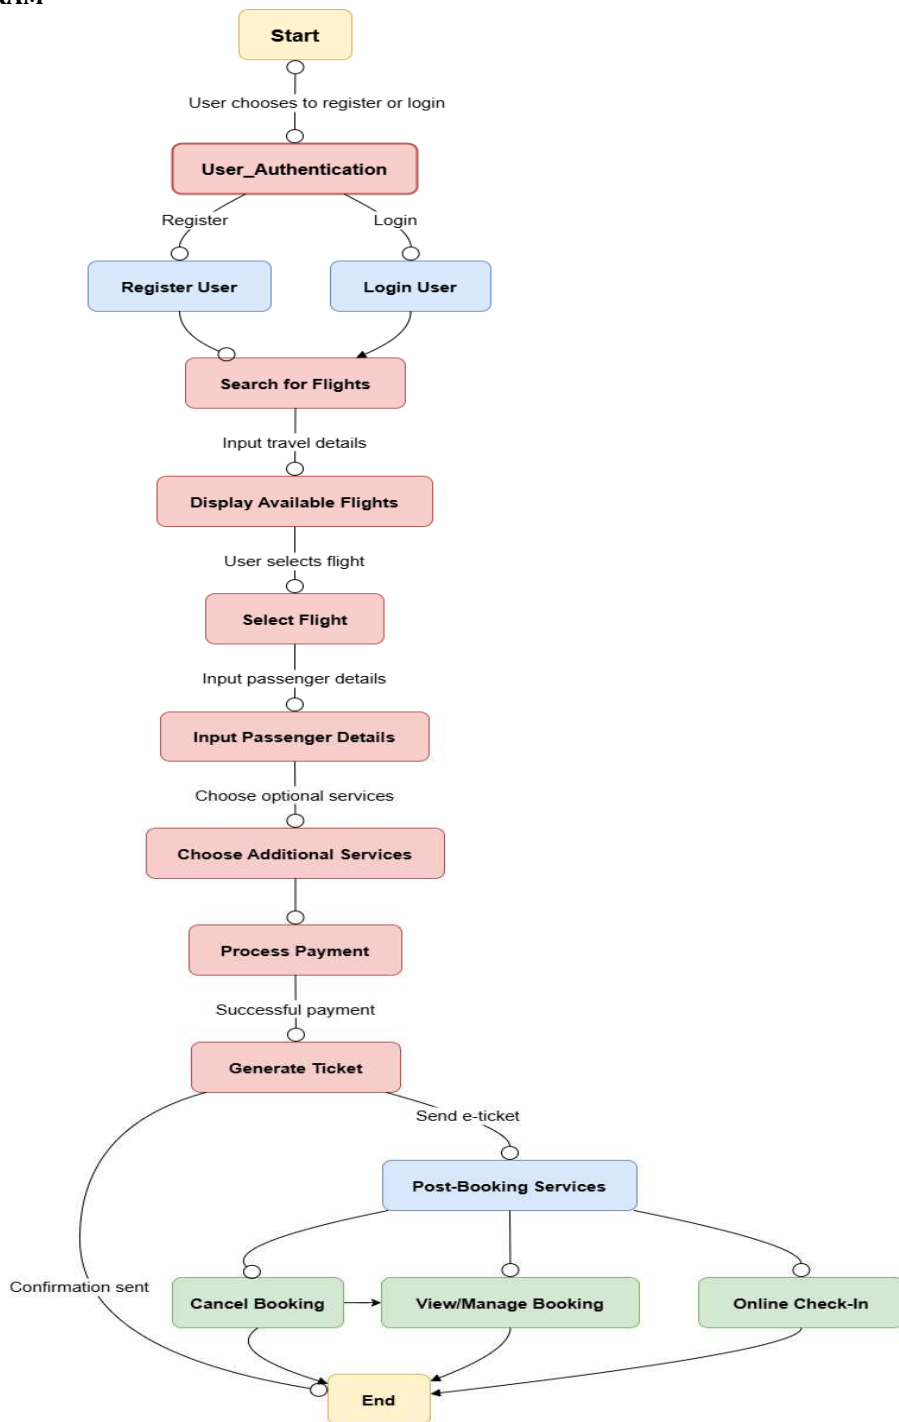 Start
User chooses to register or login
User_Authentication
Register
Login
Register User
Login User
Search for Flights
Input travel details
Display Available Flights
User selects flight
Select Flight
Input passenger details
Input Passenger Details
Choose optional services
Choose Additional Services
Process Payment
Successful payment
Generate Ticket
Send e-ticket
Post-Booking Services
Confirmation sent
Cancel Booking
View/Manage Booking
Online Check-In
End